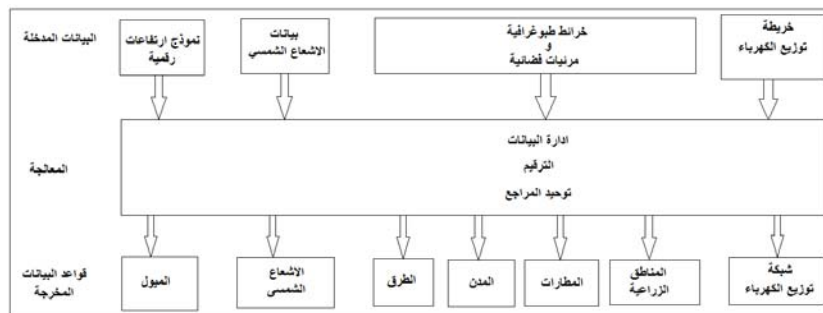 البيانات المدخلة
خريطة
توزيع الكهرباء
خرائط طبوغرافية
و
مرئيات فضائية
بيانات
الاشعاع الشمسي
نموذج ارتفاعات
رقمية
المعالجة
ادارة البيانات
الترقيم
توحيد المراجع
قواعد البيانات
المخرجة
شبكة
توزيع الكهرباء
المناطق
الزراعية
المطارات
المدن
الطرق
الاشعاع
الشمسى
الميول